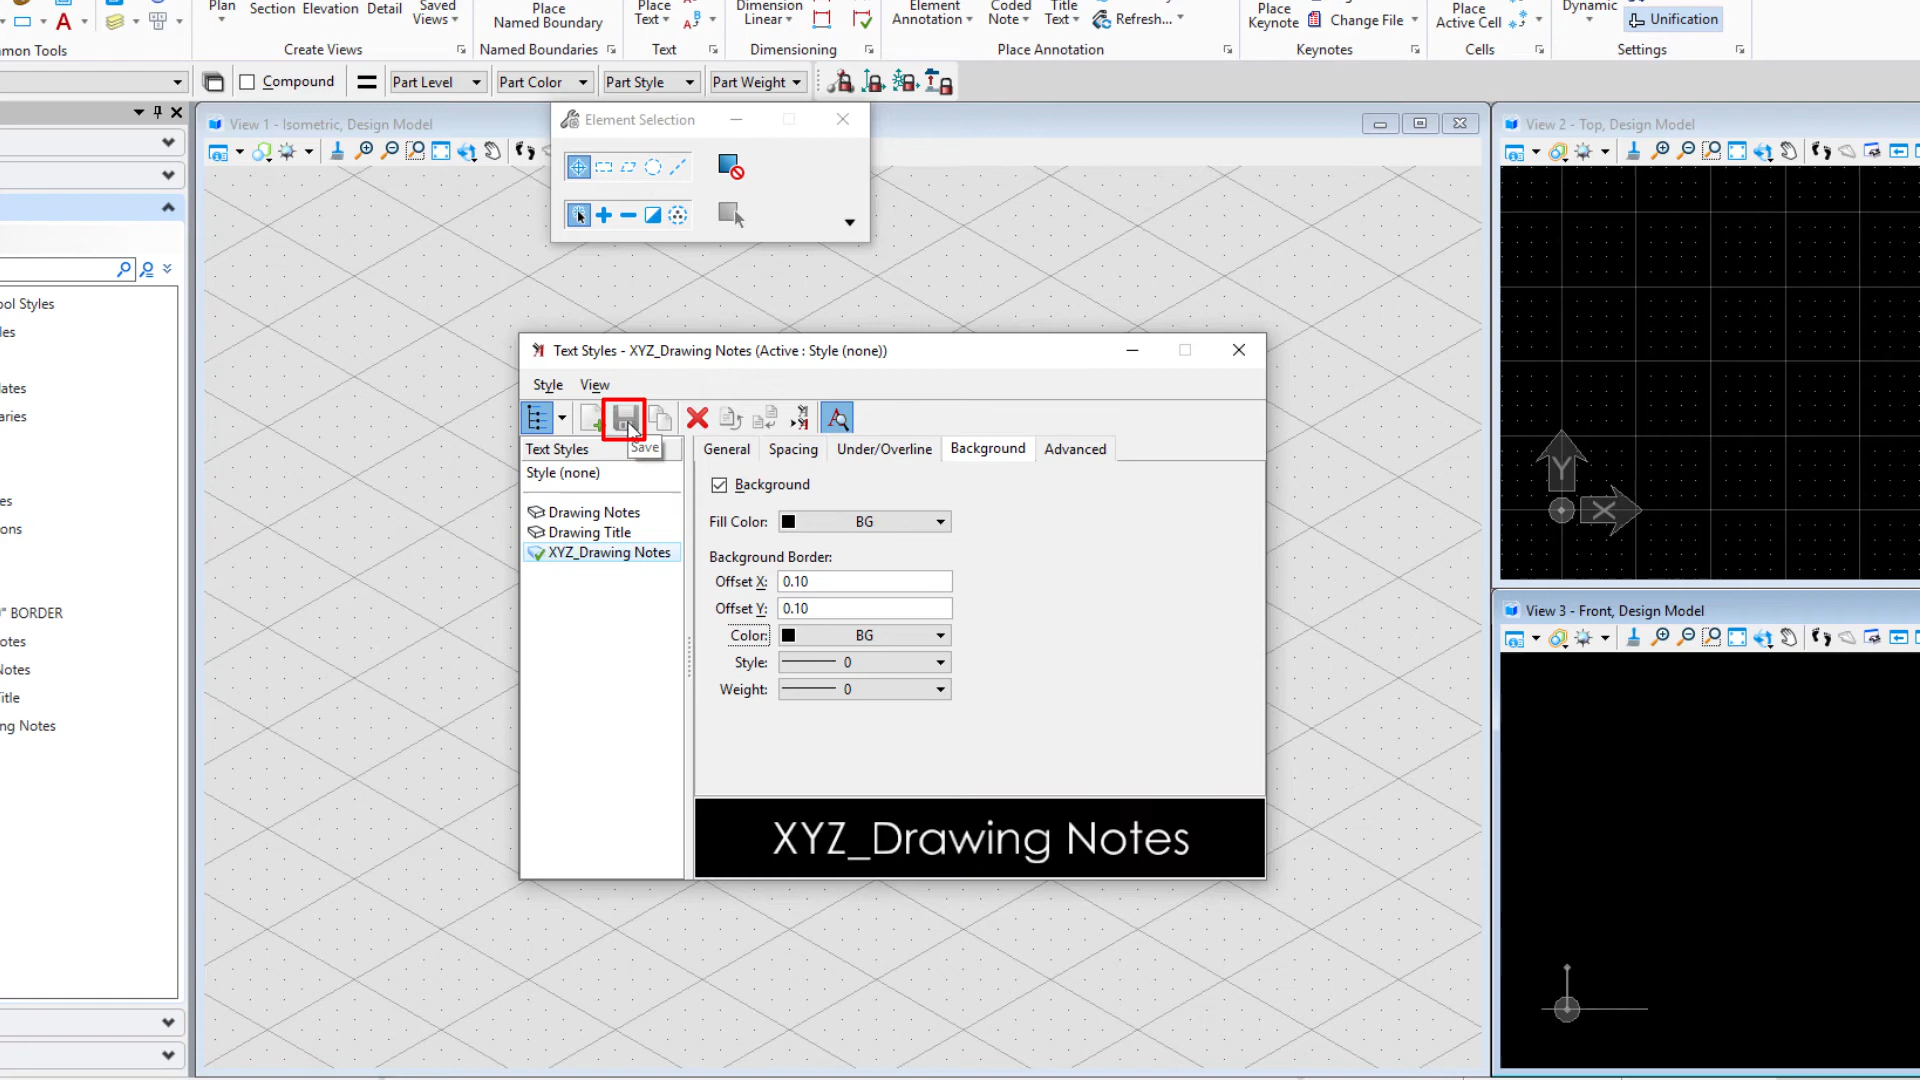 Plan
Section
Elevation
Detail
Saved
Views
Place
Named Boundary
Place
Text
Dimension
Linear
Element
Annotation
Coded
Note
Title
Text
Refresh...
Place
Keynote
Change File
Place
Active Cell
Dynamic
Unification
mmon Tools
Create Views
Named Boundaries
Text
Dimensioning
Place Annotation
Keynotes
Cells
Settings
Compound
Part Level
Part Color
Part Style
Part Weight
Element Selection
View 1 - Isometric, Design Model
View 2 - Top, Design Model
ool Styles
les
lates
aries
es
ons
" BORDER
otes
Notes
Title
ng Notes
Text Styles - XYZ_Drawing Notes (Active : Style (none))
Style View
Save
Text Styles
Style (none)
Drawing Notes
Drawing Title
XYZ_Drawing Notes
General Spacing Under/Overline Background Advanced
Background
Fill Color: BG
Background Border:
Offset X: 0.10
Offset Y: 0.10
Color: BG
Style: 0
Weight: 0
XYZ_Drawing Notes
Y
X
View 3 - Front, Design Model